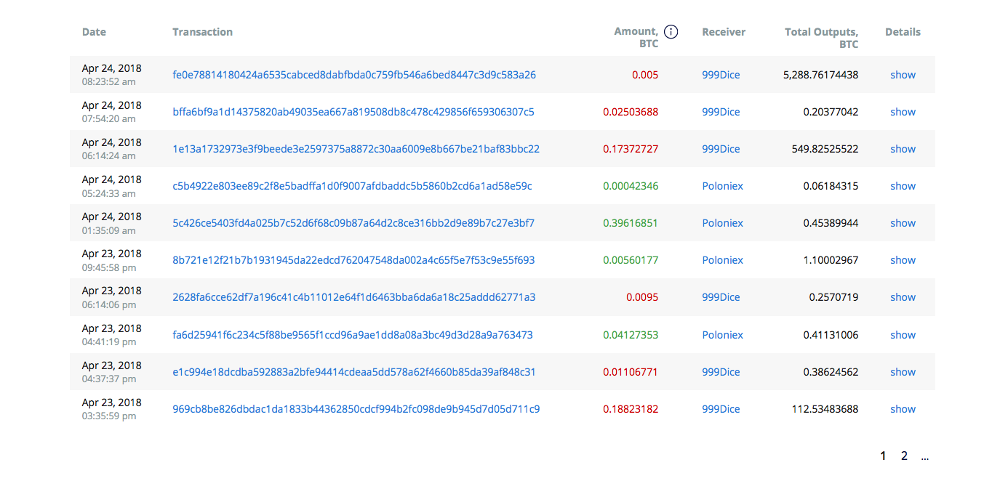 Date Transaction Amount, BTC Receiver Total Outputs, BTC Details
Apr 24, 2018
08:23:52 am
fe0e78814180424a6535cabced8dabfbda0c759fb546a6bed8447c3d9c583a26 0.005 999Dice 5,288.76174438 show
Apr 24, 2018
07:54:20 am
bffa6bf9a1d14375820ab49035ea667a819508db8c478c429856f659306307c5 0.02503688 999Dice 0.20377042 show
Apr 24, 2018
06:14:24 am
1e13a1732973e3f9beede3e2597375a8872c30aa6009e8b667be21baf83bbc22 0.17372727 999Dice 549.82525522 show
Apr 24, 2018
05:24:33 am
c5b4922e803ee89c2f8e5badffa1d0f9007afdbaddc5b5860b2cd6a1ad58e59c 0.00042346 Poloniex 0.06184315 show
Apr 24, 2018
01:35:09 am
5c426ce5403fd4a025b7c52d6f68c09b87a64d2c8ce316bb2d9e89b7c27e3bf7 0.39616851 Poloniex 0.45389944 show
Apr 23, 2018
09:45:58 pm
8b721e12f21b7b1931945da22edcd762047548da002a4c65f5e7f53c9e55f693 0.00560177 Poloniex 1.10002967 show
Apr 23, 2018
06:14:06 pm
2628fa6cce62df7a196c41c4b11012e64f1d6463bba6da6a18c25addd62771a3 0.0095 999Dice 0.2570719 show
Apr 23, 2018
04:41:19 pm
fa6d25941f6c234c5f88be9565f1ccd96a9ae1dd8a08a3bc49d3d28a9a763473 0.04127353 Poloniex 0.41131006 show
Apr 23, 2018
04:37:37 pm
e1c994e18dcdba592883a2bfe94414cdeaa5dd578a62f4660b85da39af848c31 0.01106771 999Dice 0.38624562 show
Apr 23, 2018
03:35:59 pm
969cb8be826dbdac1da1833b44362850cdcf994b2fc098de9b945d7d05d711c9 0.18823182 999Dice 112.53483688 show
1 2 ...